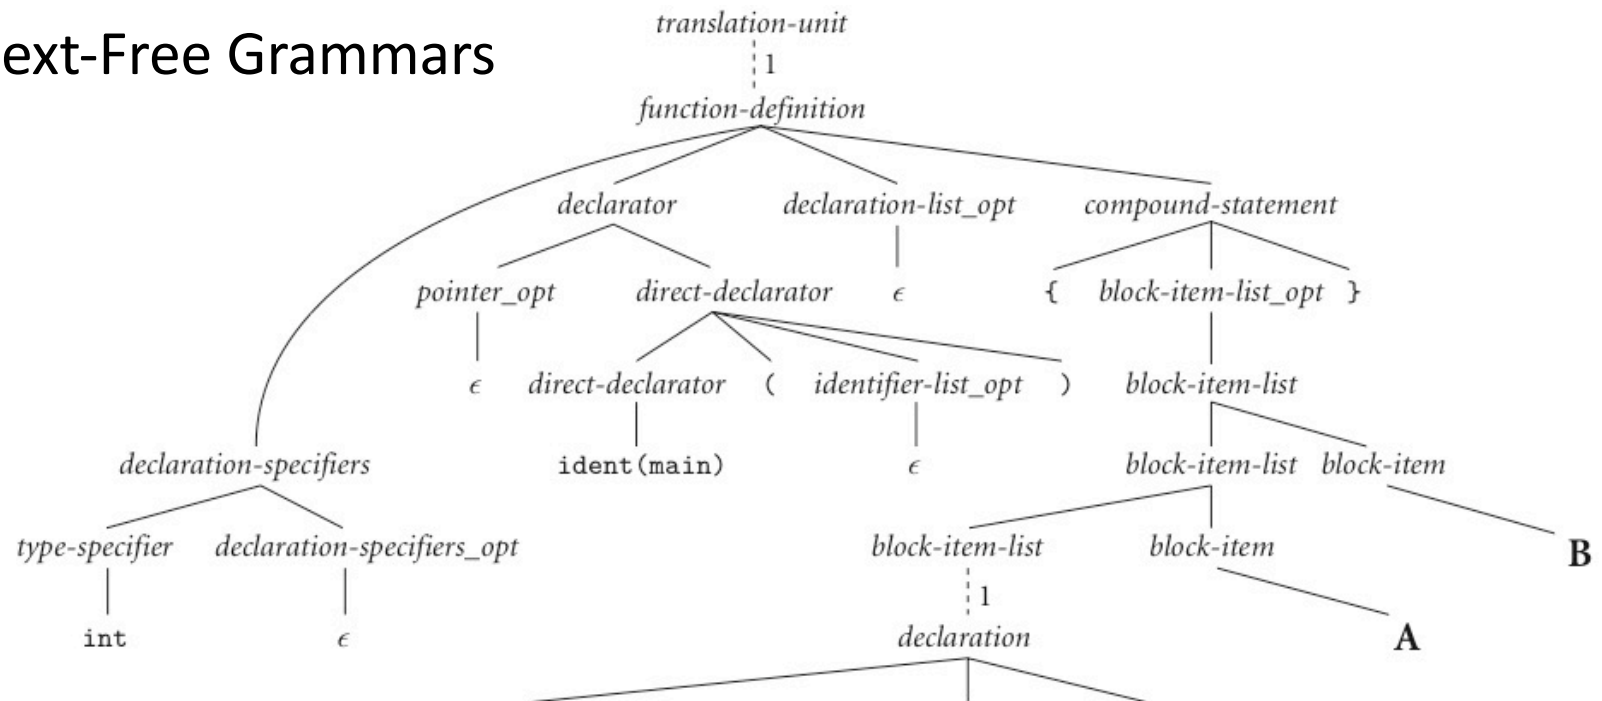 translation-unit
ext-Free Grammars
1
function-definition
declarator declaration-list_opt compound-statement
pointer_opt direct-declarator ϵ { block-item-list_opt }
ϵ direct-declarator ( identifier-list_opt ) block-item-list
declaration-specifiers ident(main) ϵ block-item-list block-item
type-specifier declaration-specifiers_opt block-item-list block-item B
1
int ϵ declaration A